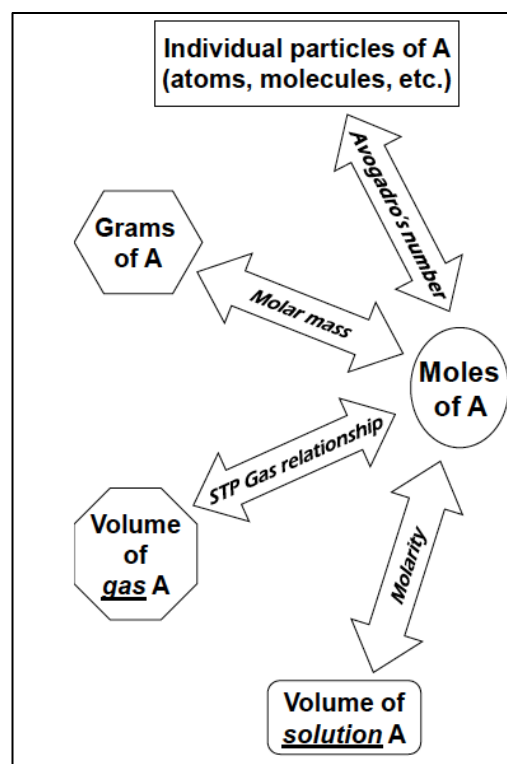 Individual particles of A
(atoms, molecules, etc.)
Avogadro's number
Grams
of A
Molar mass
Moles
of A
STP Gas relationship
Volume
of
gas A
Molarity
Volume of
solution A